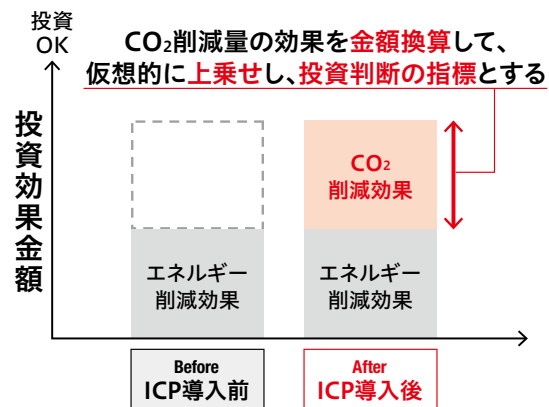 投資
OK
CO₂削減量の効果を金額換算して、
仮想的に上乗せし、投資判断の指標とする
投資効果金額
CO₂
削減効果
エネルギー
削減効果
エネルギー
削減効果
Before
ICP導入前
After
ICP導入後